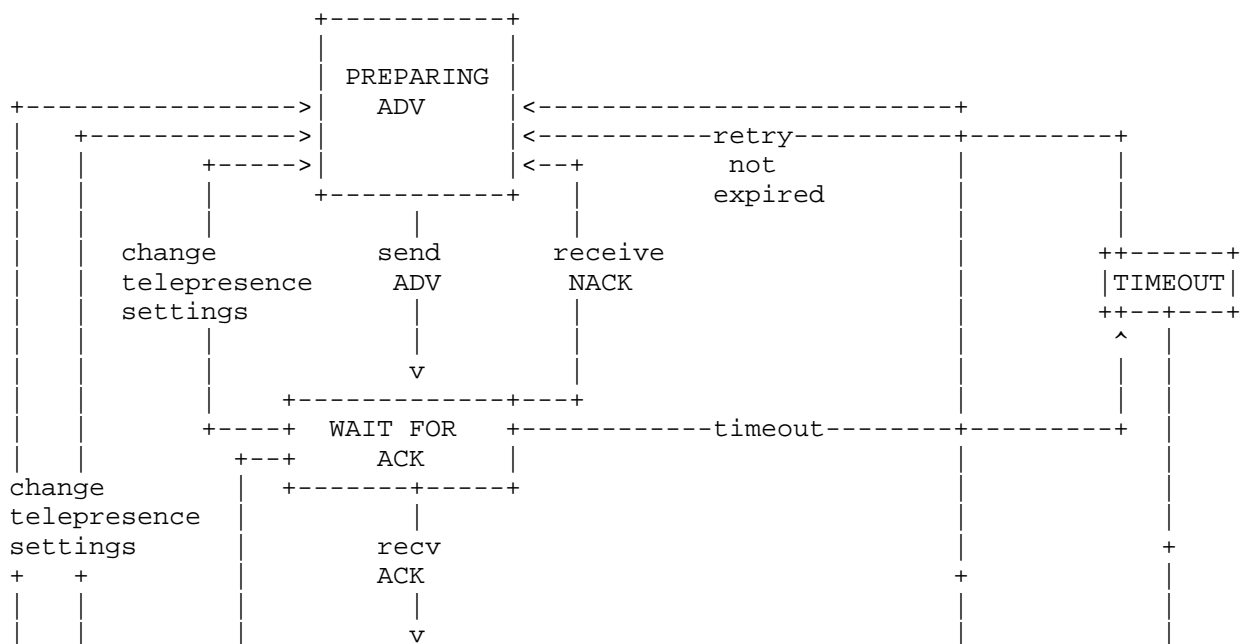 PREPARING
ADV
retry
not
expired
change send receive
telepresence ADV NACK TIMEOUT
settings
WAIT FOR timeout
ACK
change
telepresence
settings recv
ACK